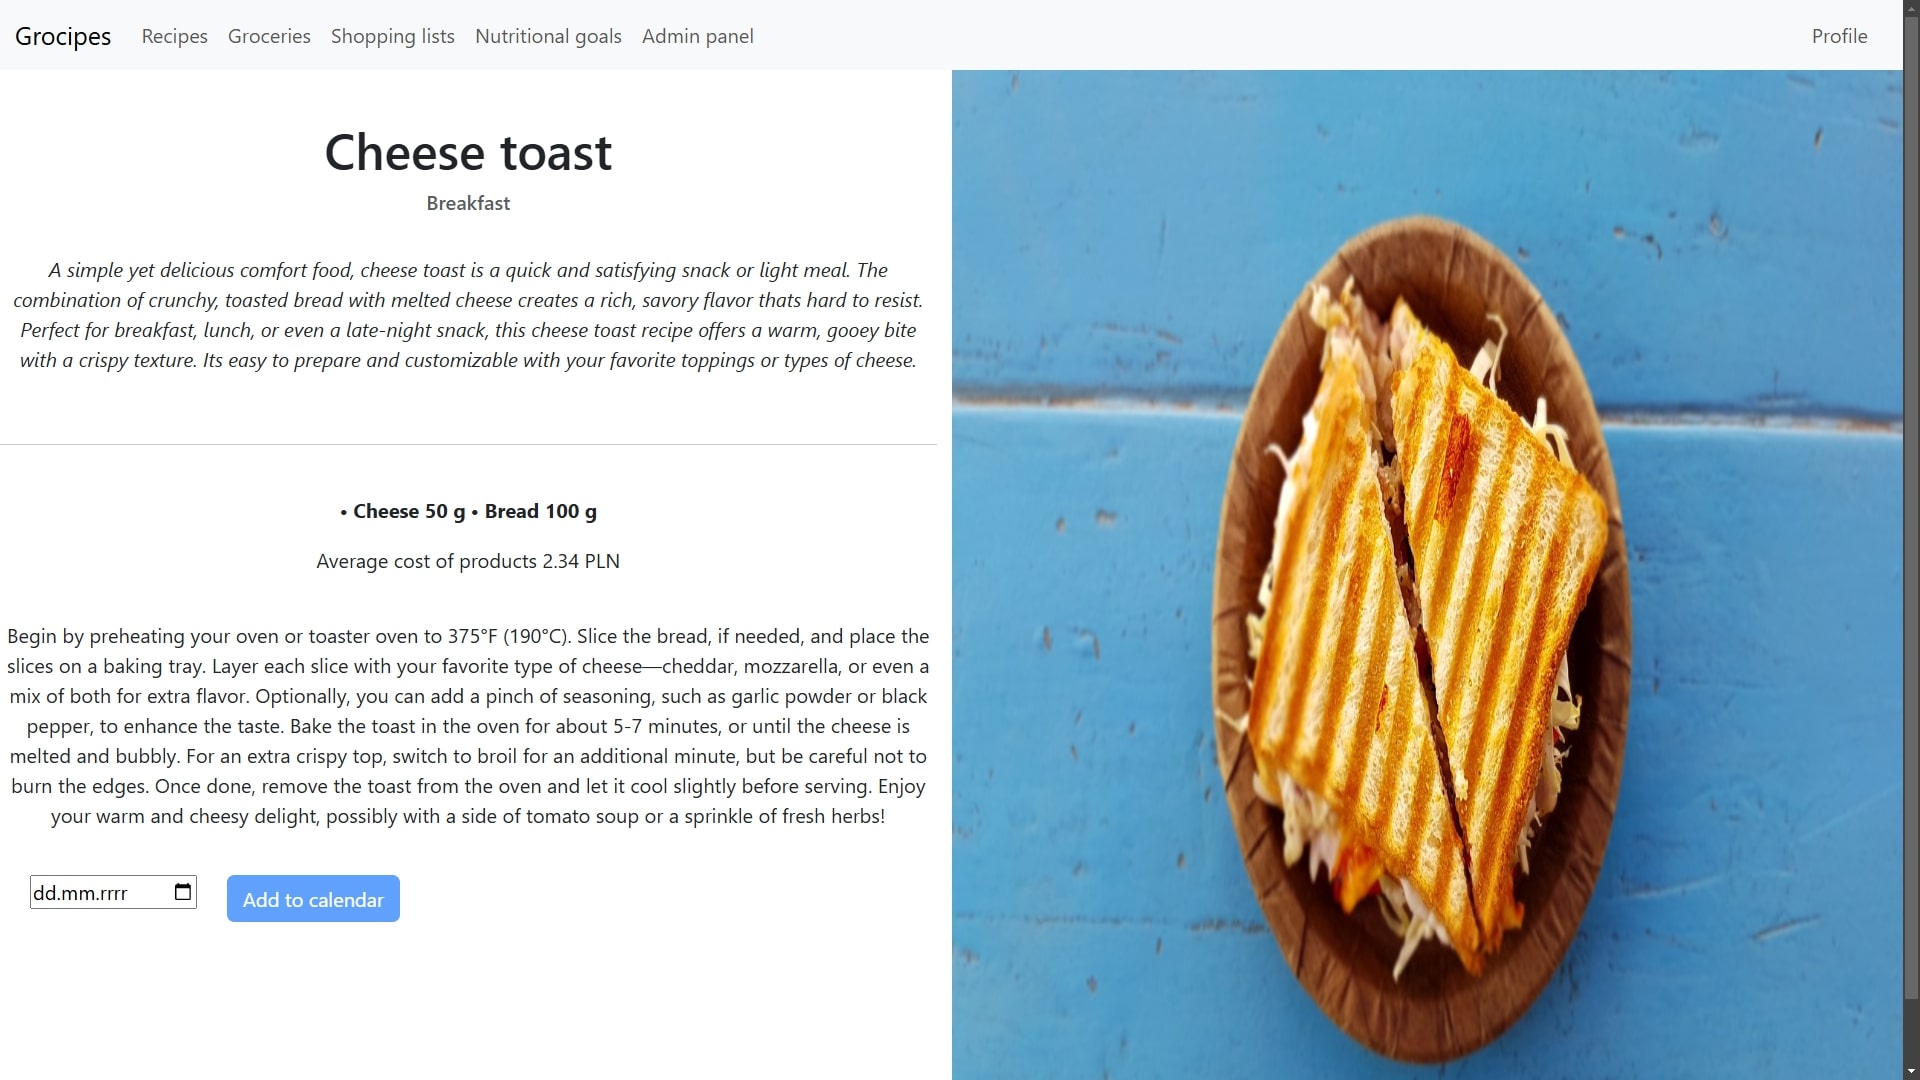 Grocipes Recipes Groceries Shopping lists Nutritional goals Admin panel Profile
Cheese toast
Breakfast
A simple yet delicious comfort food, cheese toast is a quick and satisfying snack or light meal. The
combination of crunchy, toasted bread with melted cheese creates a rich, savory flavor thats hard to resist.
Perfect for breakfast, lunch, or even a late-night snack, this cheese toast recipe offers a warm, gooey bite
with a crispy texture. Its easy to prepare and customizable with your favorite toppings or types of cheese.
• Cheese 50 g • Bread 100 g
Average cost of products 2.34 PLN
Begin by preheating your oven or toaster oven to 375°F (190°C). Slice the bread, if needed, and place the
slices on a baking tray. Layer each slice with your favorite type of cheese—cheddar, mozzarella, or even a
mix of both for extra flavor. Optionally, you can add a pinch of seasoning, such as garlic powder or black
pepper, to enhance the taste. Bake the toast in the oven for about 5-7 minutes, or until the cheese is
melted and bubbly. For an extra crispy top, switch to broil for an additional minute, but be careful not to
burn the edges. Once done, remove the toast from the oven and let it cool slightly before serving. Enjoy
your warm and cheesy delight, possibly with a side of tomato soup or a sprinkle of fresh herbs!
dd.mm.rrrr Add to calendar